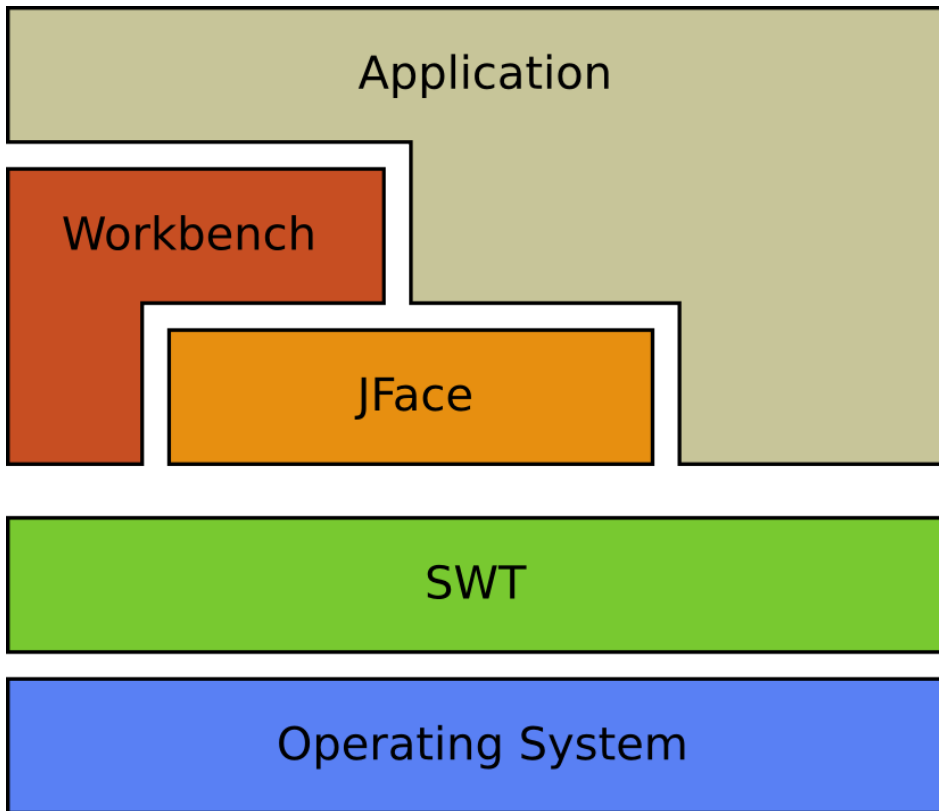 Application
Workbench
JFace
SWT
Operating System